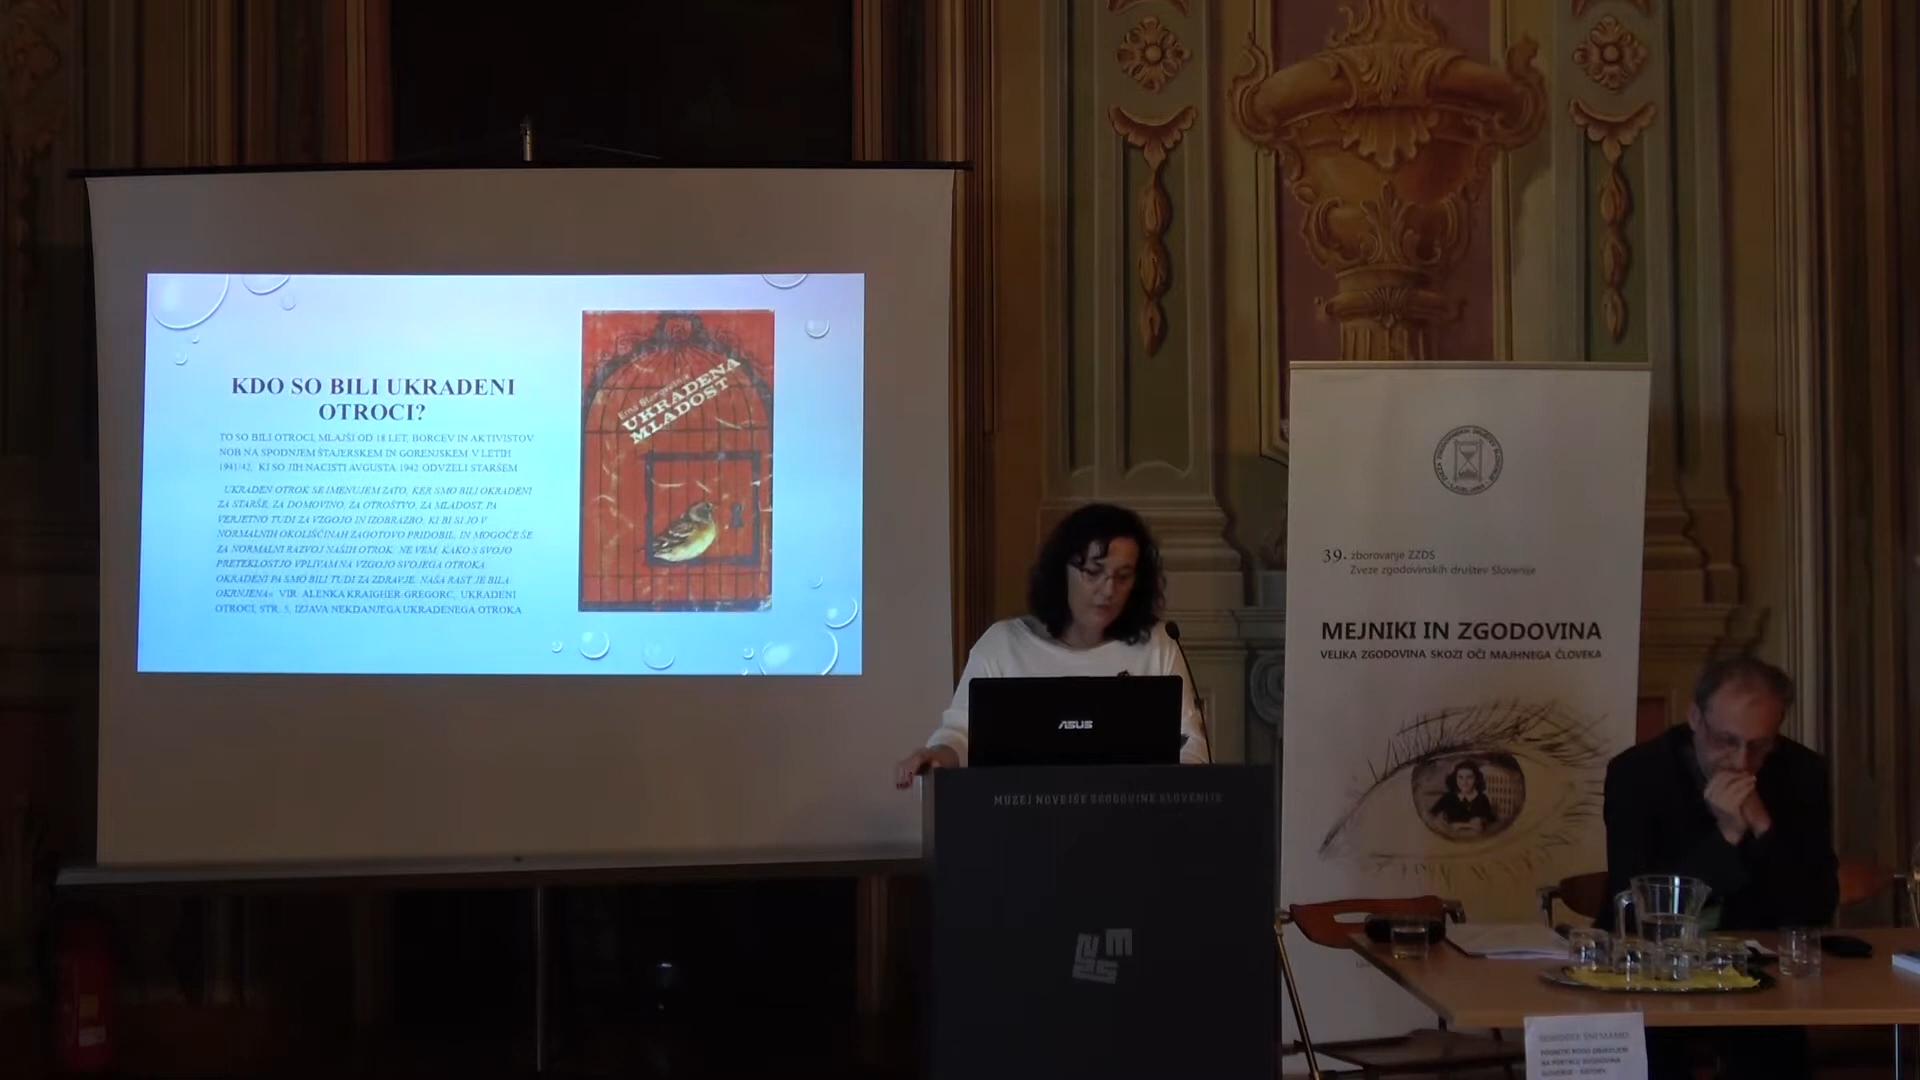 KDO SO BILI UKRADENI
OTROCI?
TO SO BILI OTROCI, MLAJŠI OD 18 LET, BORCEV IN AKTIVISTOV
NOB NA SPODNJEM ŠTAJERSKEM IN GORENJSKEM V LETIH
1941/42, KI SO JIH NACISTI AVGUSTA 1942 ODVZELI STARŠEM
UKRADEN OTROK SE IMENUJEM ZATO, KER SMO BILI OKRADENI
ZA STARŠE, ZA DOMOVINO, ZA OTROŠTVO, ZA MLADOST, PA
VERJETNO TUDI ZA VZGOJO IN IZOBRAZBO, KI BI SI JO V
NORMALNIH OKOLIŠČINAH ZAGOTOVO PRIDOBIL, IN MOGOČE ŠE
ZA NORMALNI RAZVOJ NAŠIH OTROK. NE VEM, KAKO S SVOJO
PRETEKLOSTJO VPLIVAM NA VZGOJO SVOJEGA OTROKA.
OKRADENI PA SMO BILI TUDI ZA ZDRAVJE. NAŠA RAST JE BILA
OKRNJENA« VIR: ALENKA KRAIGHER-GREGORC, UKRADENI
OTROCI, STR. 5, IZJAVA NEKDANJEGA UKRADENEGA OTROKA
Ema
UKRADENA
MLADOST
ASUS
MUZEJ NOVEJŠE ZGODOVINE SLOVENIJE
39. zborovanje ZZDS
Zveze zgodovinskih društev Slovenije
MEJNIKI IN ZGODOVINA
VELIKA ZGODOVINA SKOZI OČI MAJHNEGA ČLOVEKA